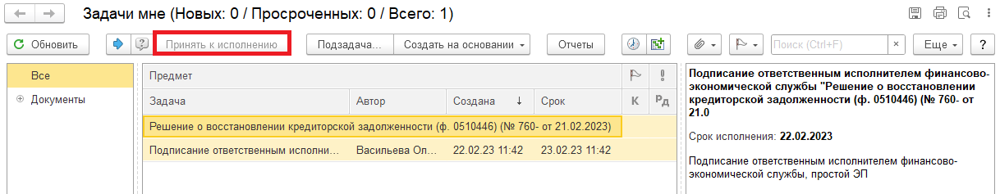 Задачи мне (Новых: 0 / Просроченных: 0 / Всего: 1)
Обновить
Принять к исполнению
Подзадача...
Создать на основании
Отчеты
Поиск (Ctrl+F)
×
Еще
?
Все
Документы
Предмет
Задача Автор Создана ↓ Срок К Рд
Решение о восстановлении кредиторской задолженности (ф. 0510446) (№ 760- от 21.02.2023)
Подписание ответственным исполни... Васильева Ол... 22.02.23 11:42 23.02.23 11:42
Подписание ответственным исполнителем финансово-
экономической службы "Решение о восстановлении
кредиторской задолженности (ф. 0510446) (№ 760- от
21.0
Срок исполнения: 22.02.2023
Подписание ответственным исполнителем финансово-
экономической службы, простой ЭП